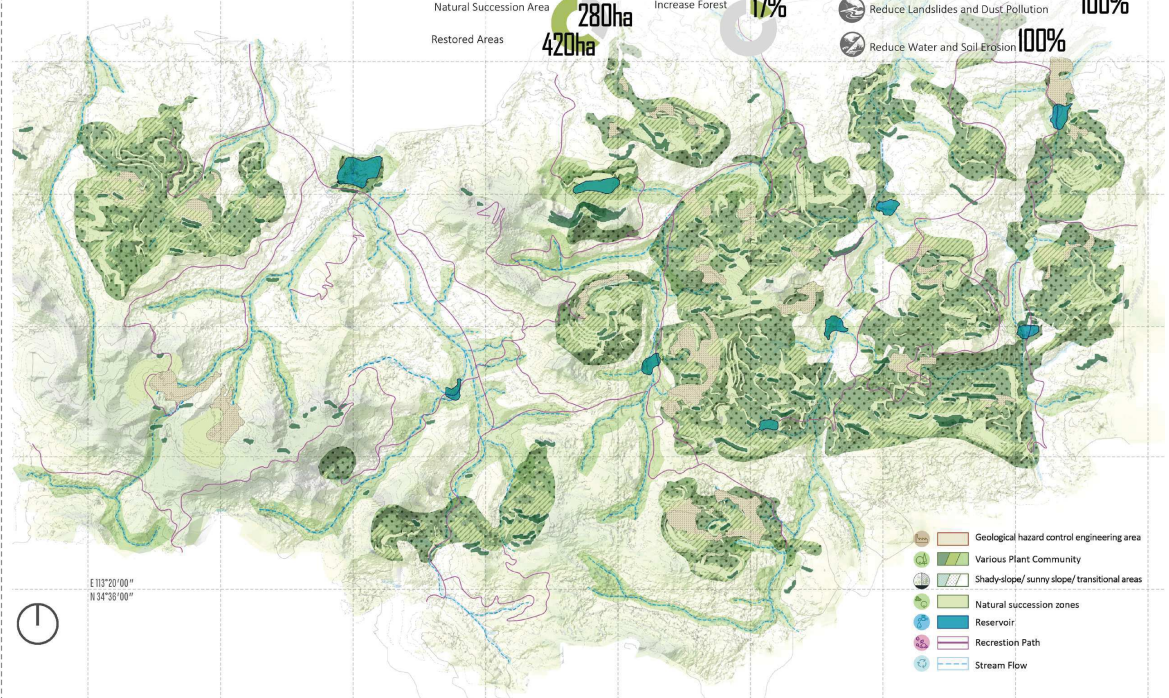 Natural Succession Area
280ha
Increase Forest
17%
Reduce Landslides and Dust Pollution
100%
Restored Areas
420ha
Reduce Water and Soil Erosion
100%
E 113°20'00"
N 34°36'00"
Geological hazard control engineering area
Various Plant Community
Shady-slope/ sunny slope/ transitional areas
Natural succession zones
Reservoir
Recrestion Path
Stream Flow